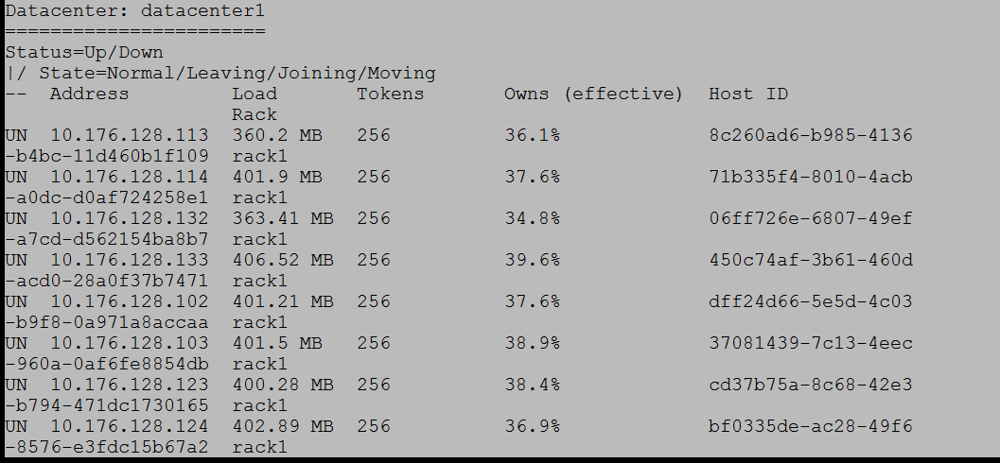 Datacenter: datacenter1
=======================
Status=Up/Down
|/ State=Normal/Leaving/Joining/Moving
--  Address         Load       Tokens       Owns (effective)  Host ID
                    Rack
UN  10.176.128.113  360.2 MB   256          36.1%             8c260ad6-b985-4136
-b4bc-11d460b1f109  rack1
UN  10.176.128.114  401.9 MB   256          37.6%             71b335f4-8010-4acb
-a0dc-d0af724258e1  rack1
UN  10.176.128.132  363.41 MB  256          34.8%             06ff726e-6807-49ef
-a7cd-d562154ba8b7  rack1
UN  10.176.128.133  406.52 MB  256          39.6%             450c74af-3b61-460d
-acd0-28a0f37b7471  rack1
UN  10.176.128.102  401.21 MB  256          37.6%             dff24d66-5e5d-4c03
-b9f8-0a971a8accaa  rack1
UN  10.176.128.103  401.5 MB   256          38.9%             37081439-7c13-4eec
-960a-0af6fe8854db  rack1
UN  10.176.128.123  400.28 MB  256          38.4%             cd37b75a-8c68-42e3
-b794-471dc1730165  rack1
UN  10.176.128.124  402.89 MB  256          36.9%             bf0335de-ac28-49f6
-8576-e3fdc15b67a2  rack1